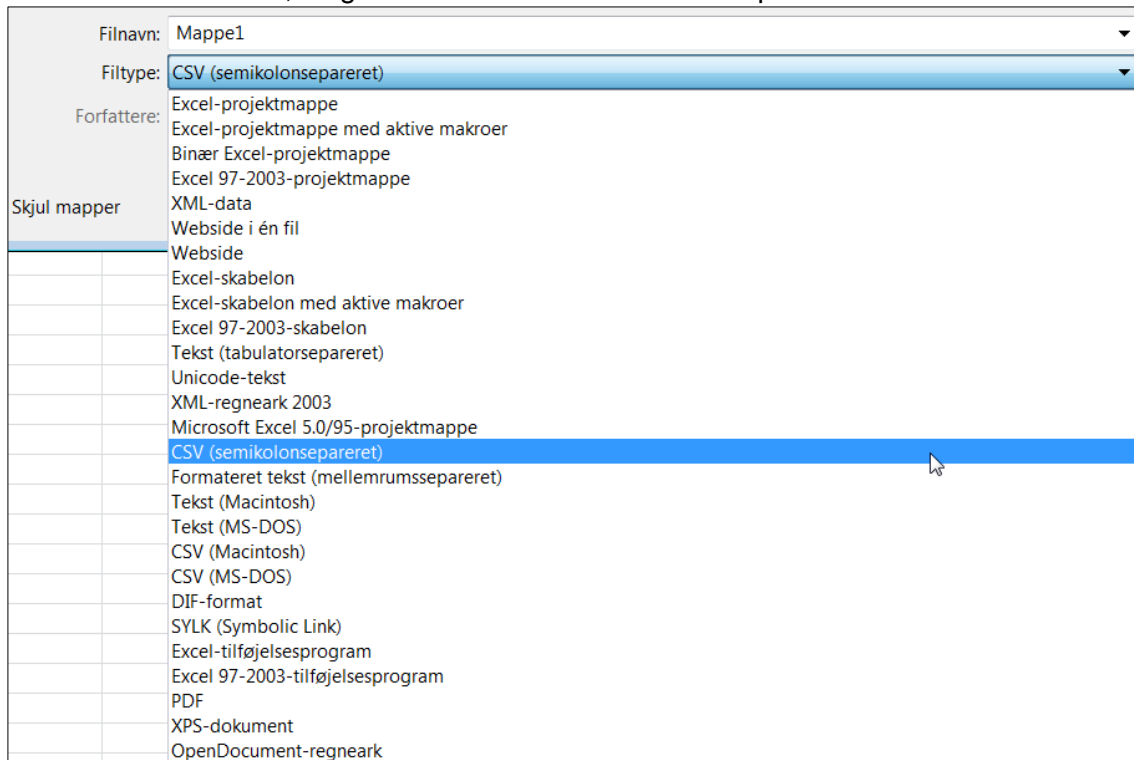 Filnavn: Mappe1
Filtype: CSV (semikolonsepareret)
Forfattere:
Excel-projektmappe
Excel-projektmappe med aktive makroer
Binær Excel-projektmappe
Excel 97-2003-projektmappe
Skjul mapper
XML-data
Webside i én fil
Webside
Excel-skabelon
Excel-skabelon med aktive makroer
Excel 97-2003-skabelon
Tekst (tabulatorsepareret)
Unicode-tekst
XML-regneark 2003
Microsoft Excel 5.0/95-projektmappe
CSV (semikolonsepareret)
Formateret tekst (mellemrumssepareret)
Tekst (Macintosh)
Tekst (MS-DOS)
CSV (Macintosh)
CSV (MS-DOS)
DIF-format
SYLK (Symbolic Link)
Excel-tilføjelsesprogram
Excel 97-2003-tilføjelsesprogram
PDF
XPS-dokument
OpenDocument-regneark